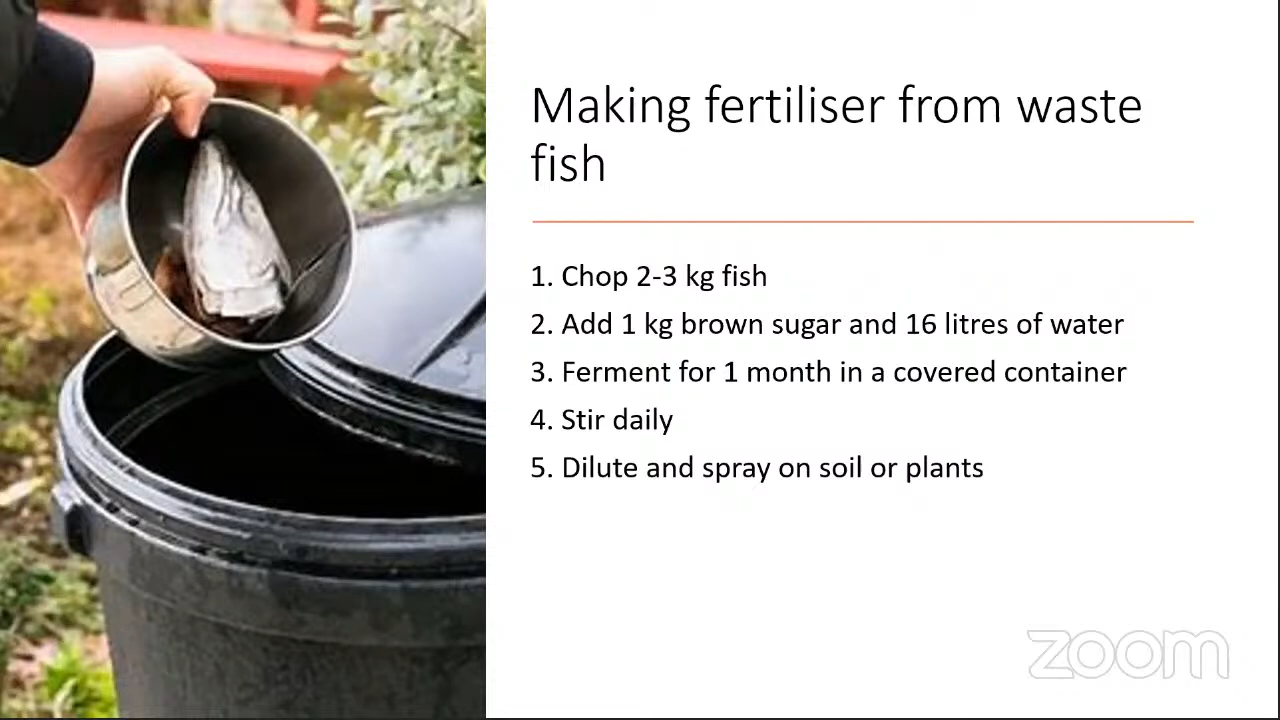 Making fertiliser from waste
fish
1. Chop 2-3 kg fish
2. Add 1 kg brown sugar and 16 litres of water
3. Ferment for 1 month in a covered container
4. Stir daily
5. Dilute and spray on soil or plants
zoom